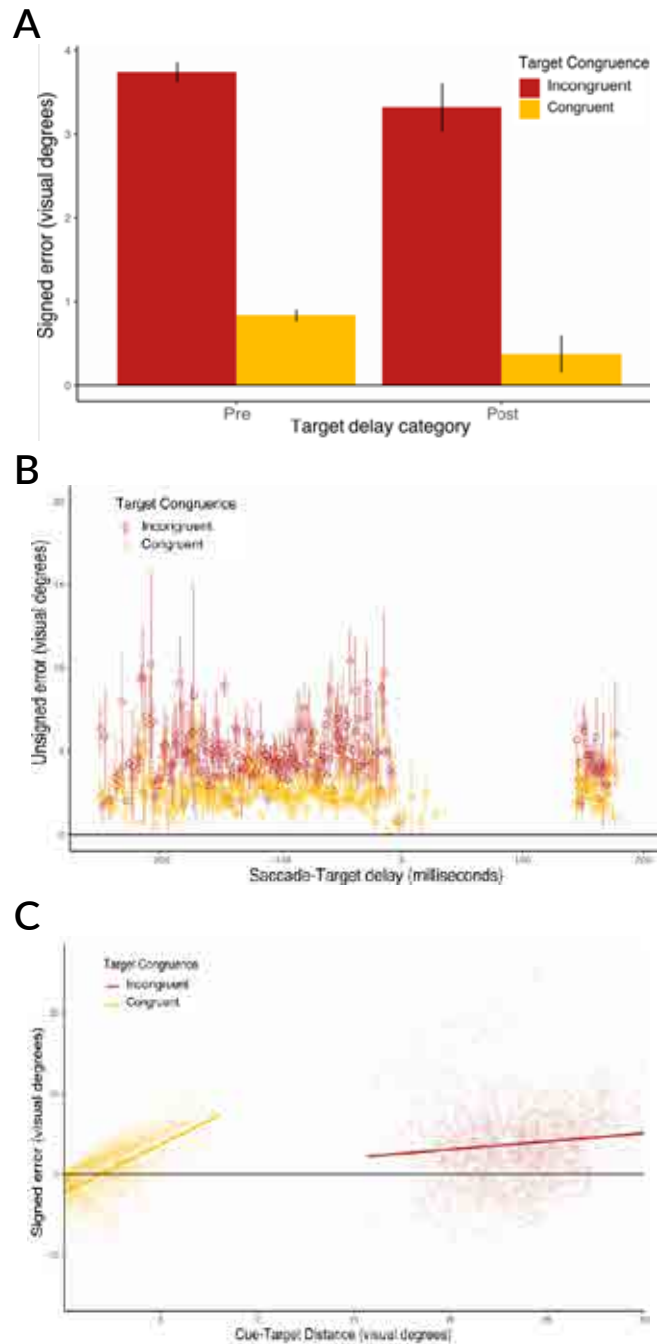 A
Target Congruence
Incongruent
Congruent
Signed error (visual degrees)
4
3
2
1
0
Pre
Post
Target delay category
B
Target Congruence
Incongruent
Congruent
Unsigned error (visual degrees)
0
Saccade-Target delay (milliseconds)
C
Target Congruence
Incongruent
Congruent
Signed error (visual degrees)
Cue-Target Distance (visual degrees)